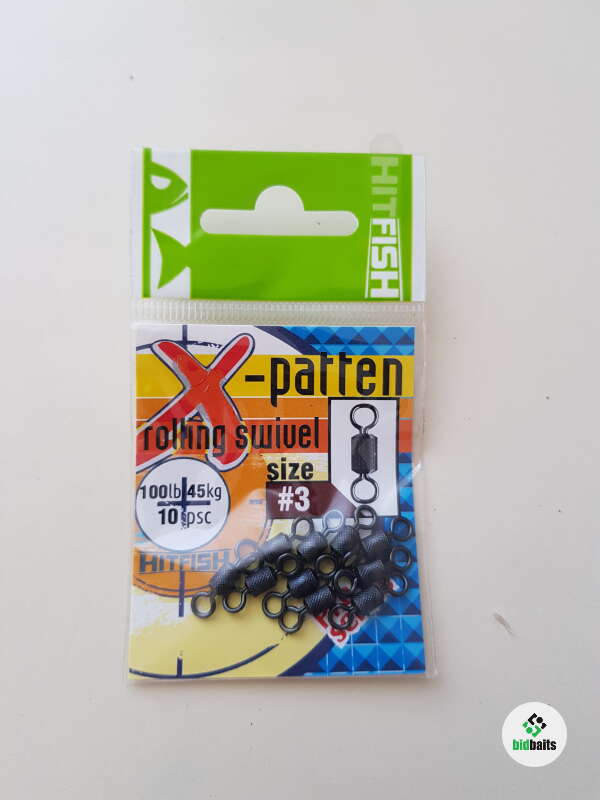 HITFISH
X-patten
rolling swivel
size
#3
100lb 45kg
10 psc
HITFISH
bidbaits